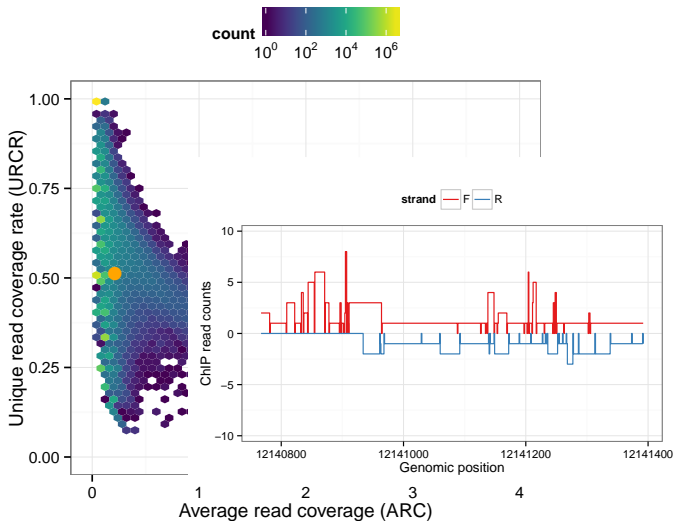 count
10^0 10^2 10^4 10^6
1.00
0.75
0.50
0.25
0.00
Unique read coverage rate (URCR)
0 1 2 3 4
Average read coverage (ARC)
strand F R
10
5
0
−5
−10
ChIP read counts
12140800 12141000 12141200 12141400
Genomic position